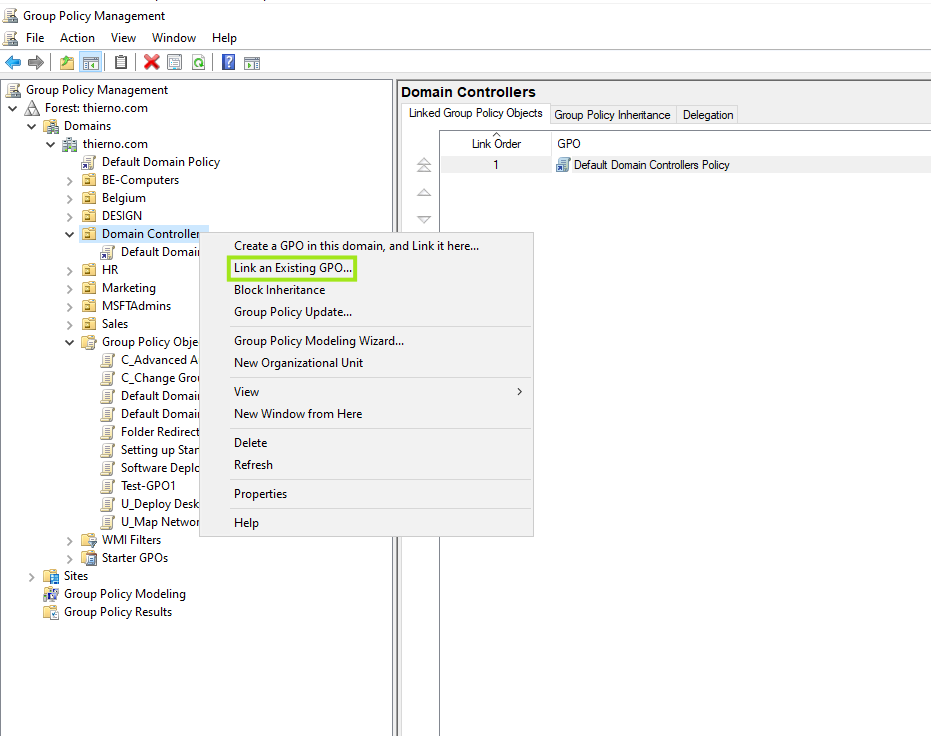 Group Policy Management
File Action View Window Help
Group Policy Management
Forest: thierno.com
Domains
thierno.com
Default Domain Policy
BE-Computers
Belgium
DESIGN
Domain Controller
Default Domai
HR
Marketing
MSFTAdmins
Sales
Group Policy Obje
C_Advanced A
C_Change Grou
Default Domai
Default Domai
Folder Redirect
Setting up Star
Software Deplo
Test-GPO1
U_Deploy Desk
U_Map Networ
WMI Filters
Starter GPOs
Sites
Group Policy Modeling
Group Policy Results
Domain Controllers
Linked Group Policy Objects Group Policy Inheritance Delegation
Link Order GPO
1 Default Domain Controllers Policy
Create a GPO in this domain, and Link it here...
Link an Existing GPO...
Block Inheritance
Group Policy Update...
Group Policy Modeling Wizard...
New Organizational Unit
View
New Window from Here
Delete
Refresh
Properties
Help